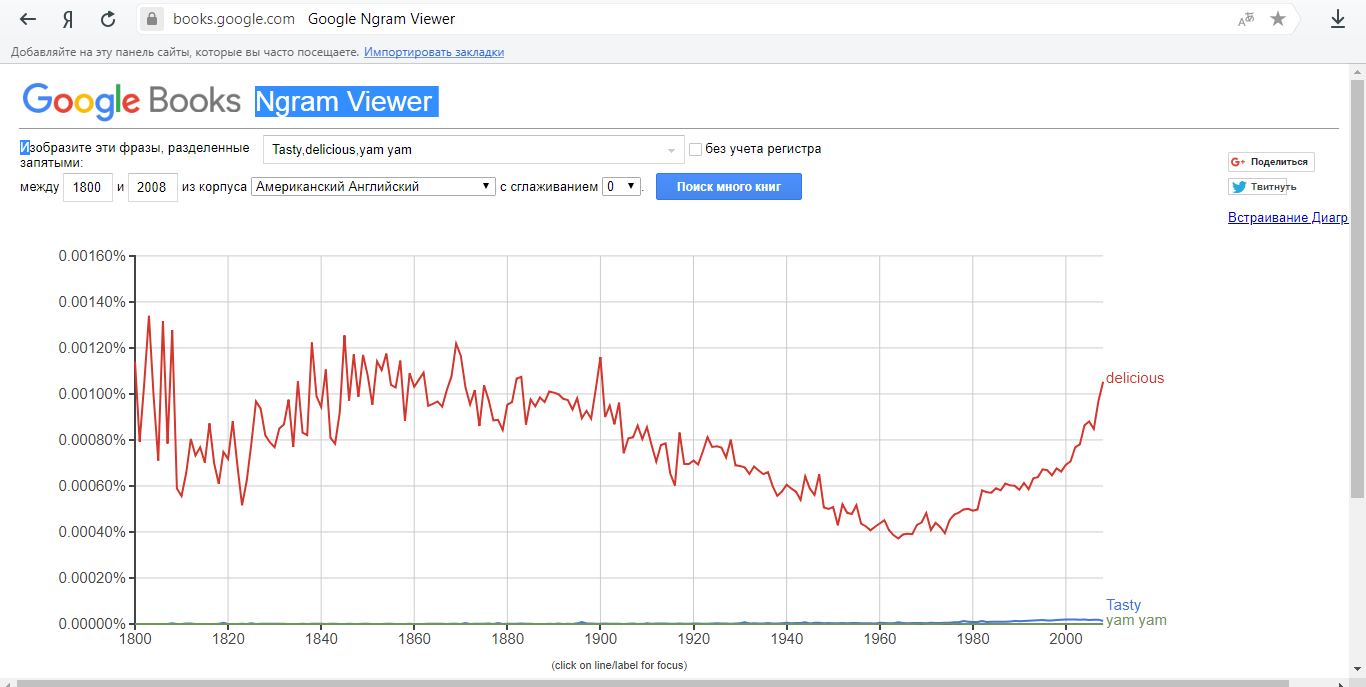 books.google.com Google Ngram Viewer
Добавляйте на эту панель сайты, которые вы часто посещаете. Импортировать закладки
Google Books Ngram Viewer
Изобразите эти фразы, разделенные запятыми: Tasty,delicious,yam yam без учета регистра
между 1800 и 2008 из корпуса Американский Английский с сглаживанием 0 . Поиск много книг
Поделиться
Твитнуть
Встраивание Диагр
0.00160%
0.00140%
0.00120%
0.00100%
0.00080%
0.00060%
0.00040%
0.00020%
0.00000%
delicious
Tasty
yam yam
1800 1820 1840 1860 1880 1900 1920 1940 1960 1980 2000
(click on line/label for focus)